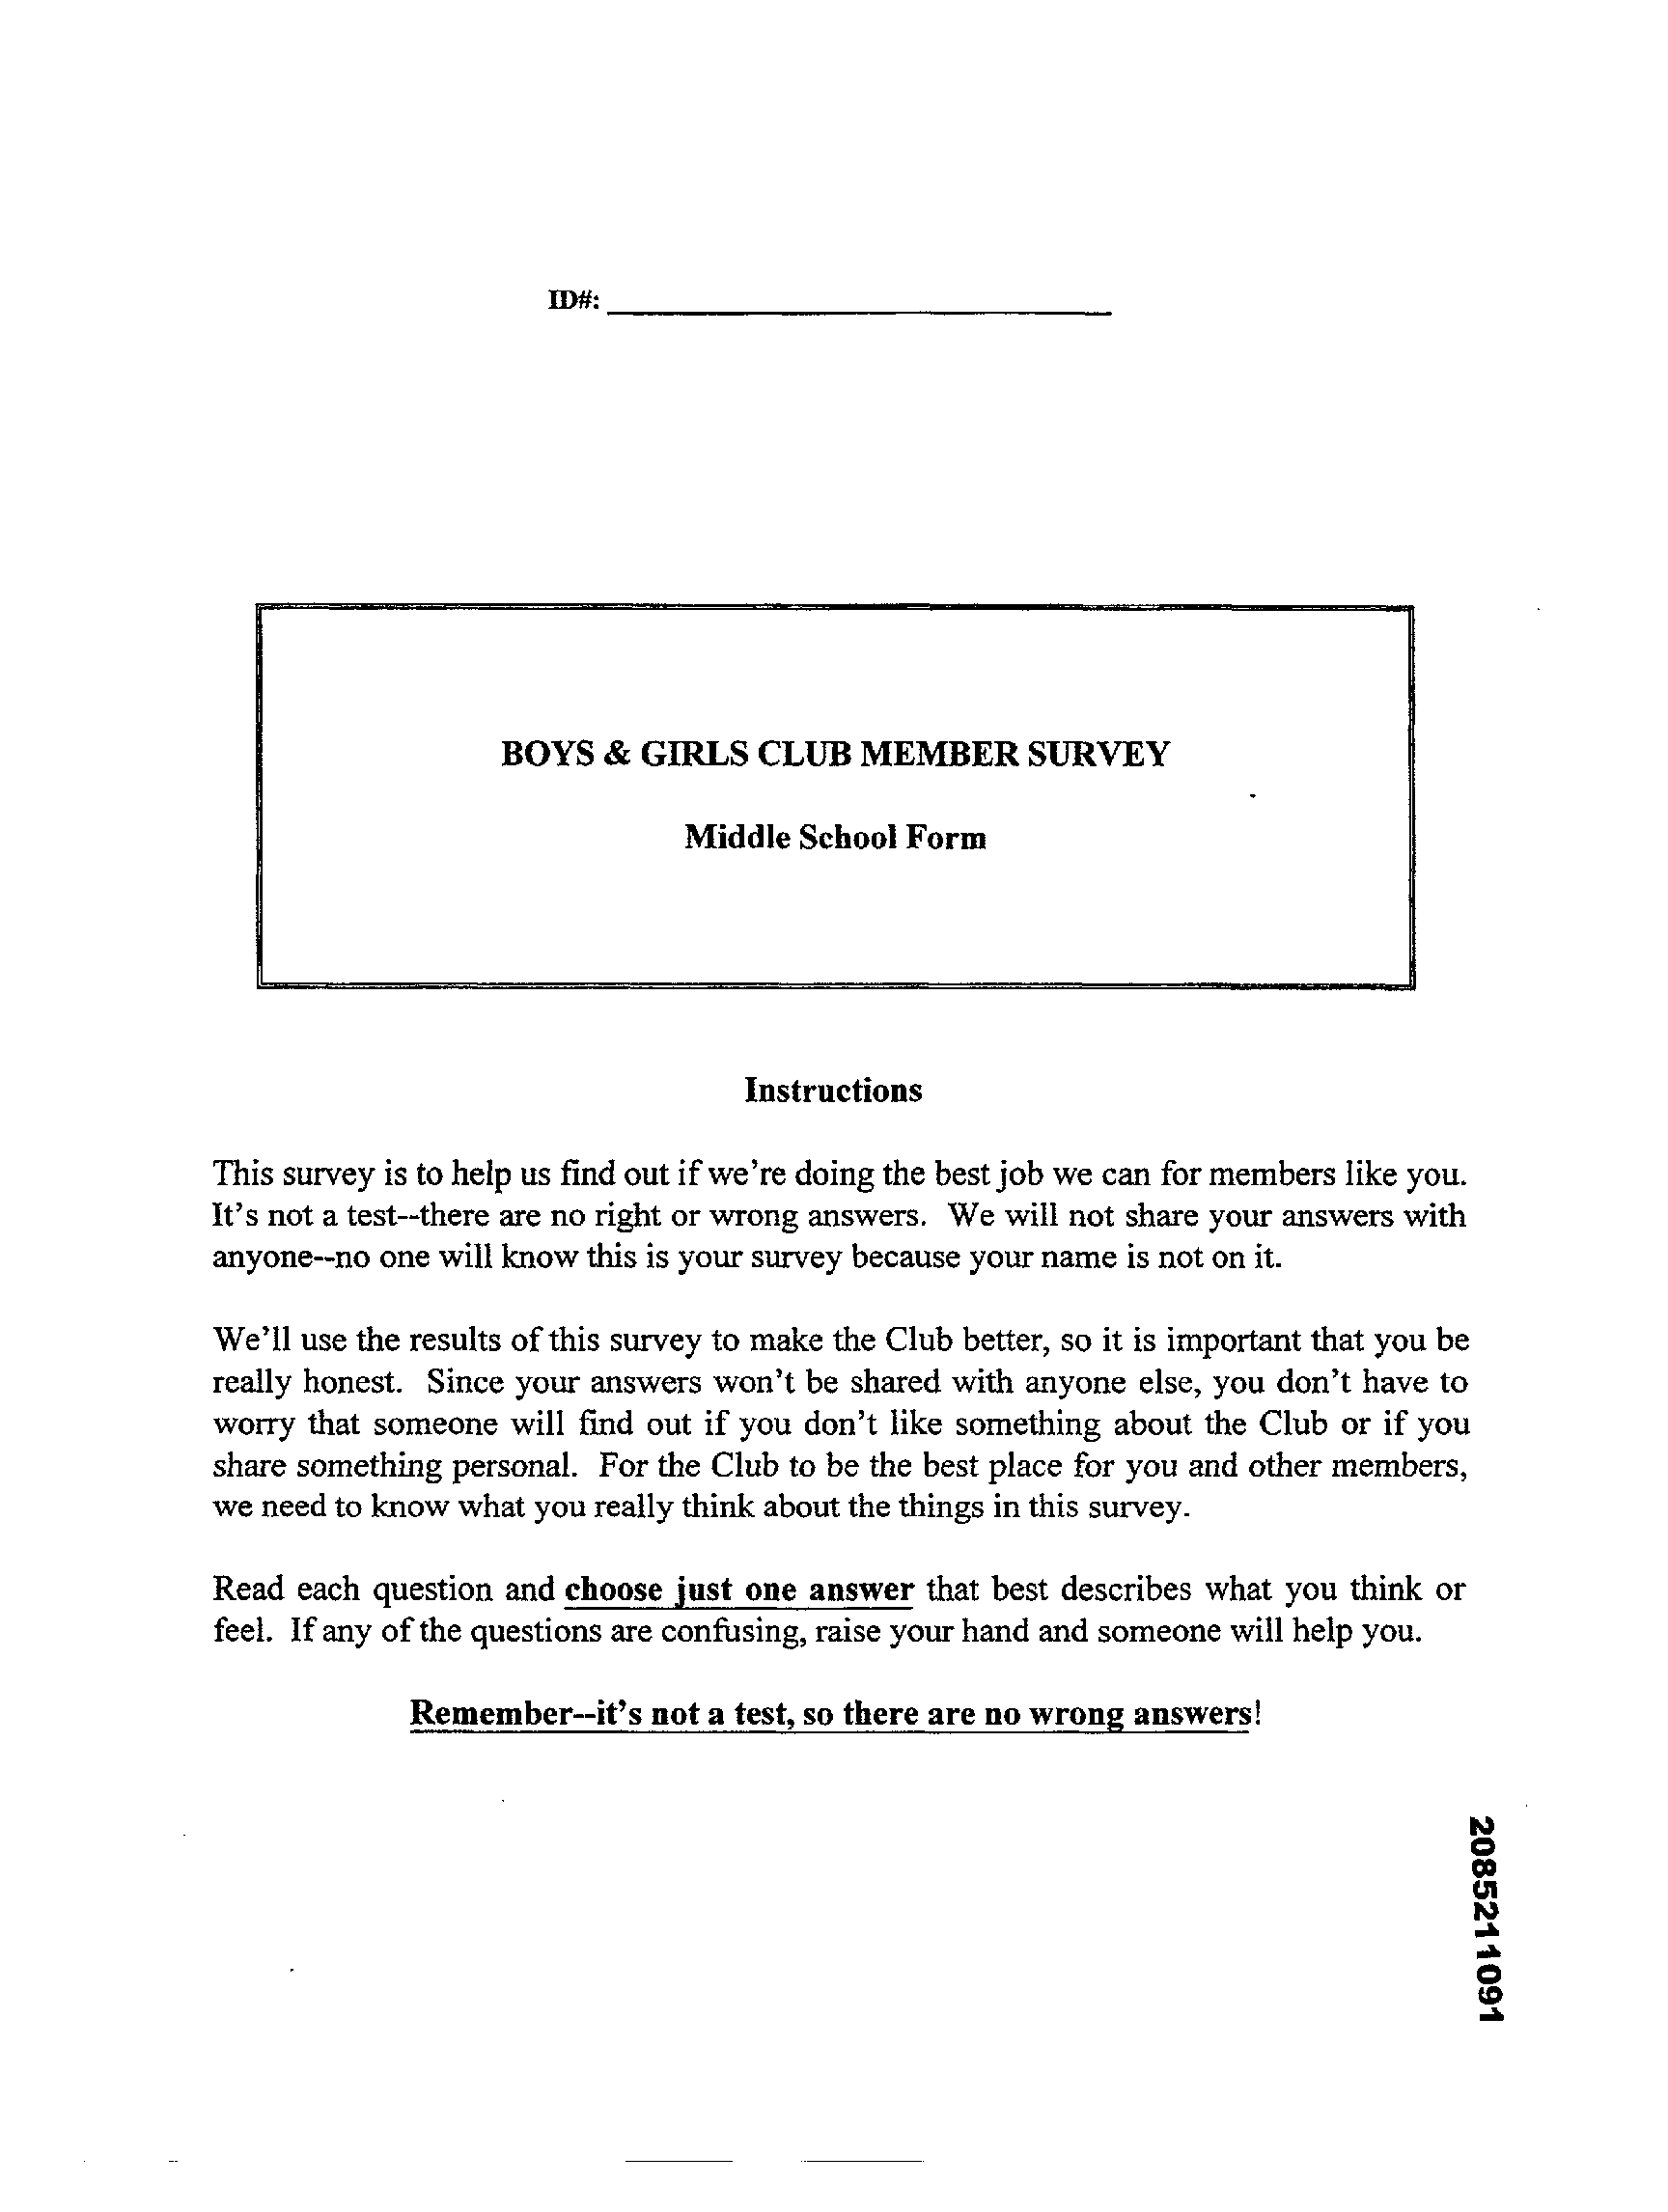 ID#:
BOYS & GIRLS CLUB MEMBER SURVEY
Middle School Form
Instructions
This survey is to help us find out if we're doing the best job we can for members like you.
It's not a test--there are no right or wrong answers. We will not share your answers with
anyone--no one will know this is your survey because your name is not on it.
We'll use the results of this survey to make the Club better, so it is important that you be
really honest. Since your answers won't be shared with anyone else, you don't have to
worry that someone will find out if you don't like something about the Club or if you
share something personal. For the Club to be the best place for you and other members,
we need to know what you really think about the things in this survey.
Read each question and choose just one answer that best describes what you think or
feel. If any of the questions are confusing, raise your hand and someone will help you.
Remember--it's not a test, so there are no wrong answers!
2085211091